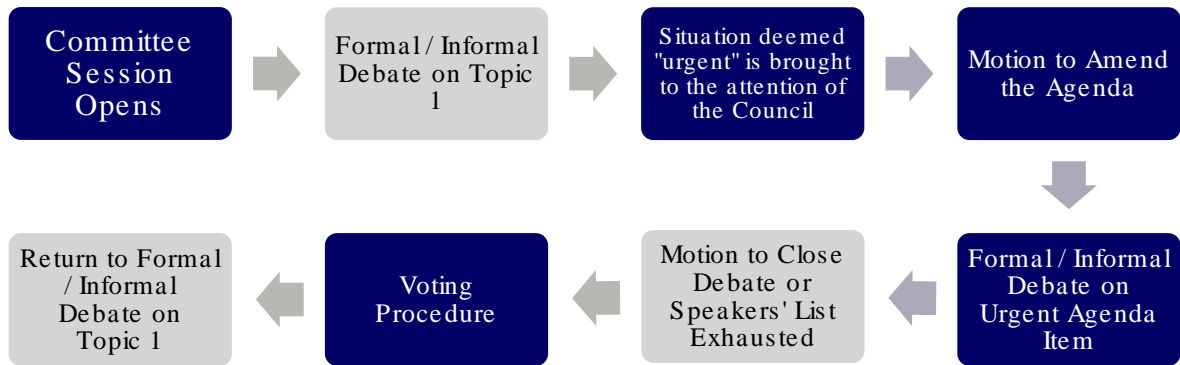 Committee
Session
Opens
Formal / Informal
Debate on Topic
1
Situation deemed
"urgent" is brought
to the attention of
the Council
Motion to Amend
the Agenda
Formal / Informal
Debate on
Urgent Agenda
Item
Motion to Close
Debate or
Speakers' List
Exhausted
Voting
Procedure
Return to Formal
/ Informal
Debate on
Topic 1